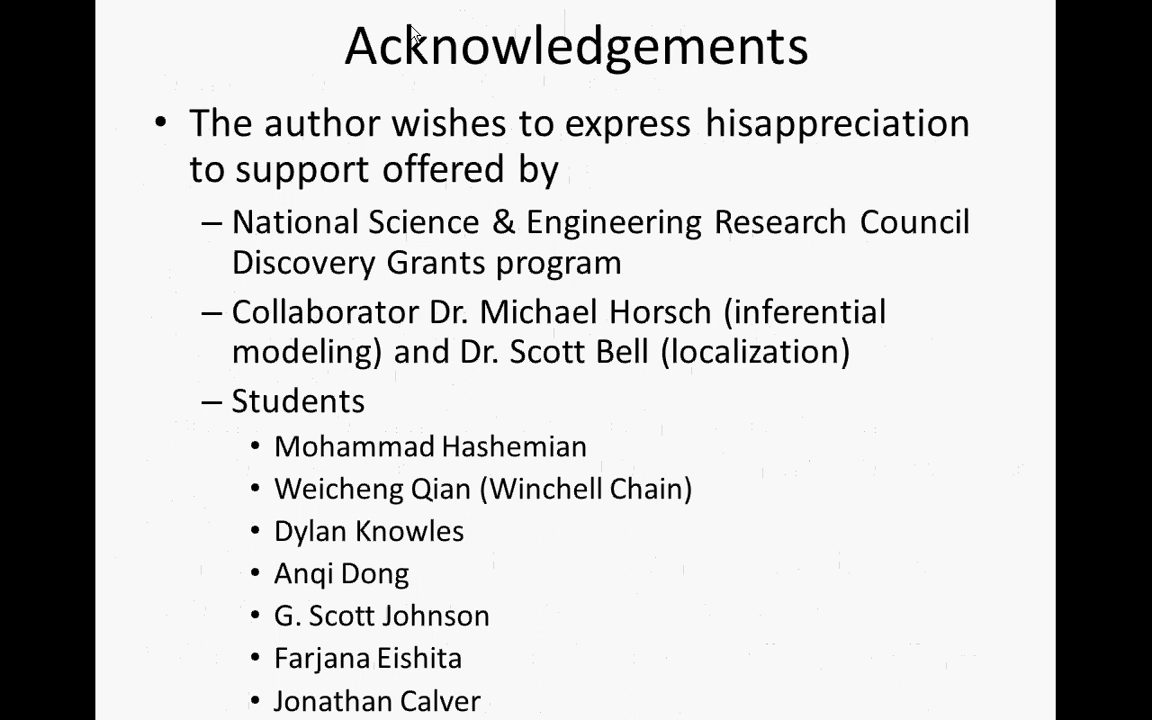 Acknowledgements
• The author wishes to express hisappreciation
to support offered by
– National Science & Engineering Research Council
Discovery Grants program
– Collaborator Dr. Michael Horsch (inferential
modeling) and Dr. Scott Bell (localization)
– Students
• Mohammad Hashemian
• Weicheng Qian (Winchell Chain)
• Dylan Knowles
• Anqi Dong
• G. Scott Johnson
• Farjana Eishita
• Jonathan Calver